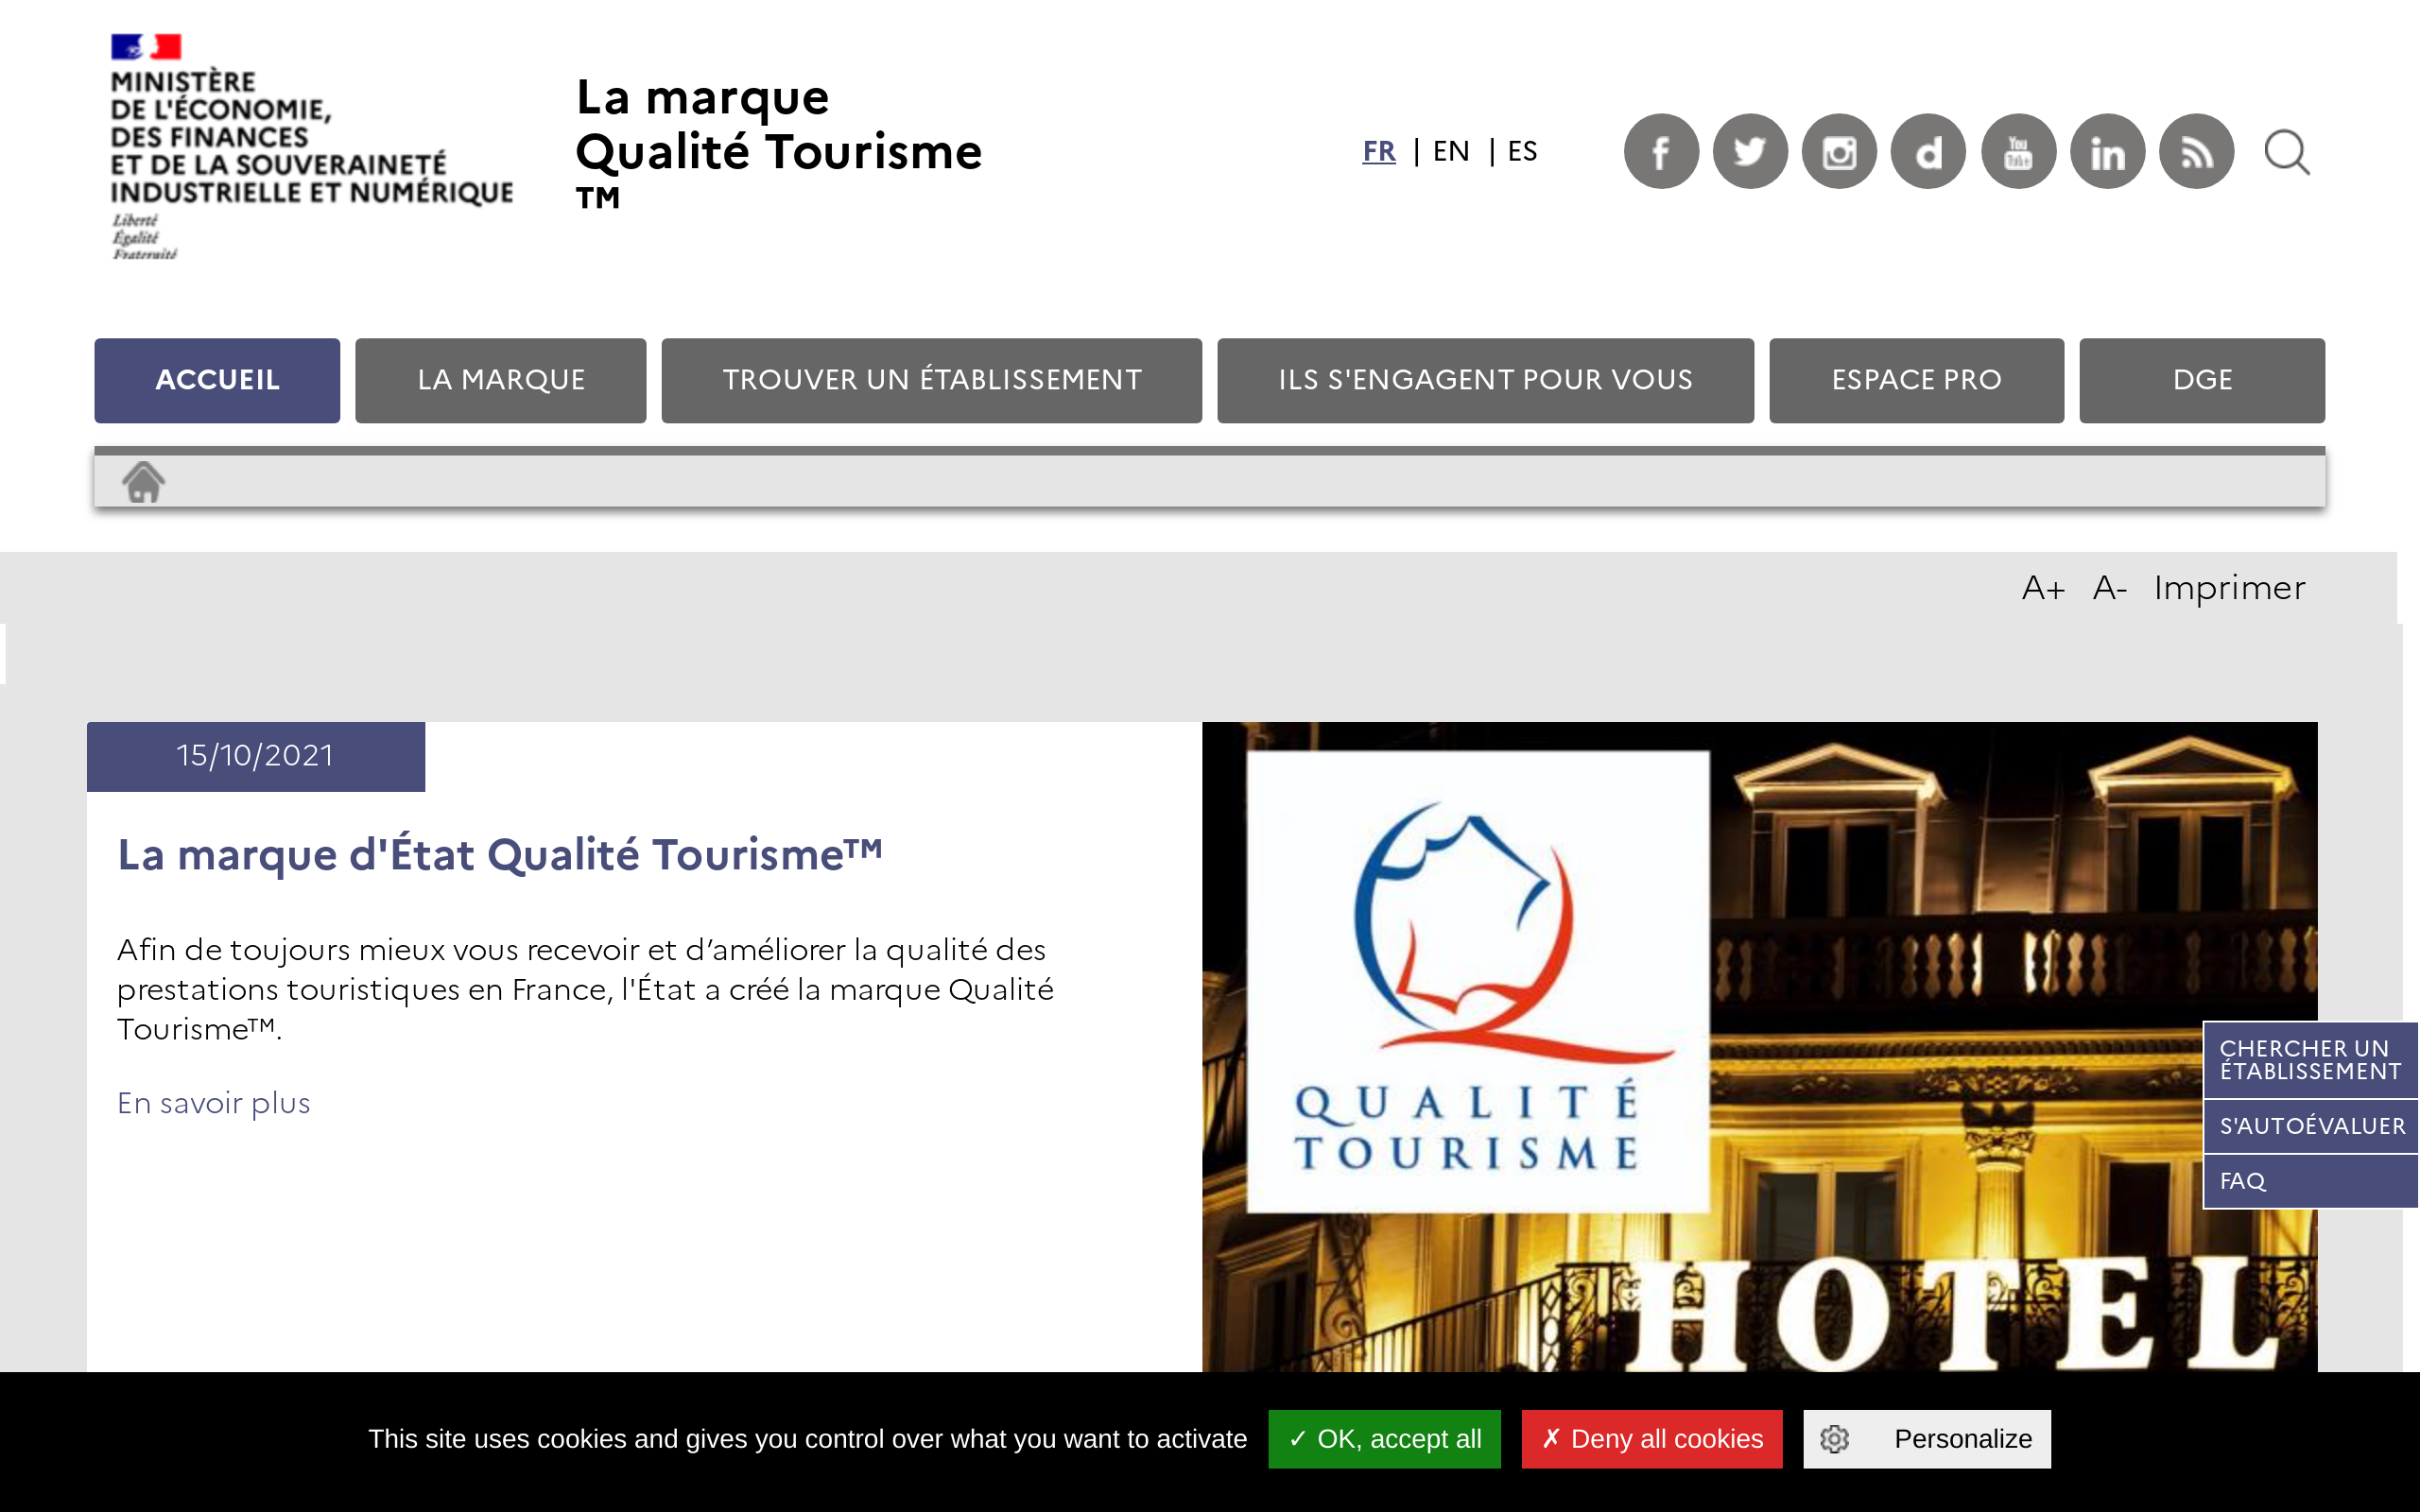 MINISTÈRE
DE L'ÉCONOMIE,
DES FINANCES
ET DE LA SOUVERAINETÉ
INDUSTRIELLE ET NUMÉRIQUE
Liberté
Égalité
Fraternité
La marque
Qualité Tourisme
™
FR | EN | ES
You Tube
in
ACCUEIL
LA MARQUE
TROUVER UN ÉTABLISSEMENT
ILS S'ENGAGENT POUR VOUS
ESPACE PRO
DGE
A+ A- Imprimer
15/10/2021
La marque d'État Qualité Tourisme™
Afin de toujours mieux vous recevoir et d’améliorer la qualité des
prestations touristiques en France, l'État a créé la marque Qualité
Tourisme™.
En savoir plus
QUALITÉ
TOURISME
HOTEL
CHERCHER UN
ÉTABLISSEMENT
S'AUTOÉVALUER
FAQ
This site uses cookies and gives you control over what you want to activate
✓ OK, accept all
✗ Deny all cookies
Personalize